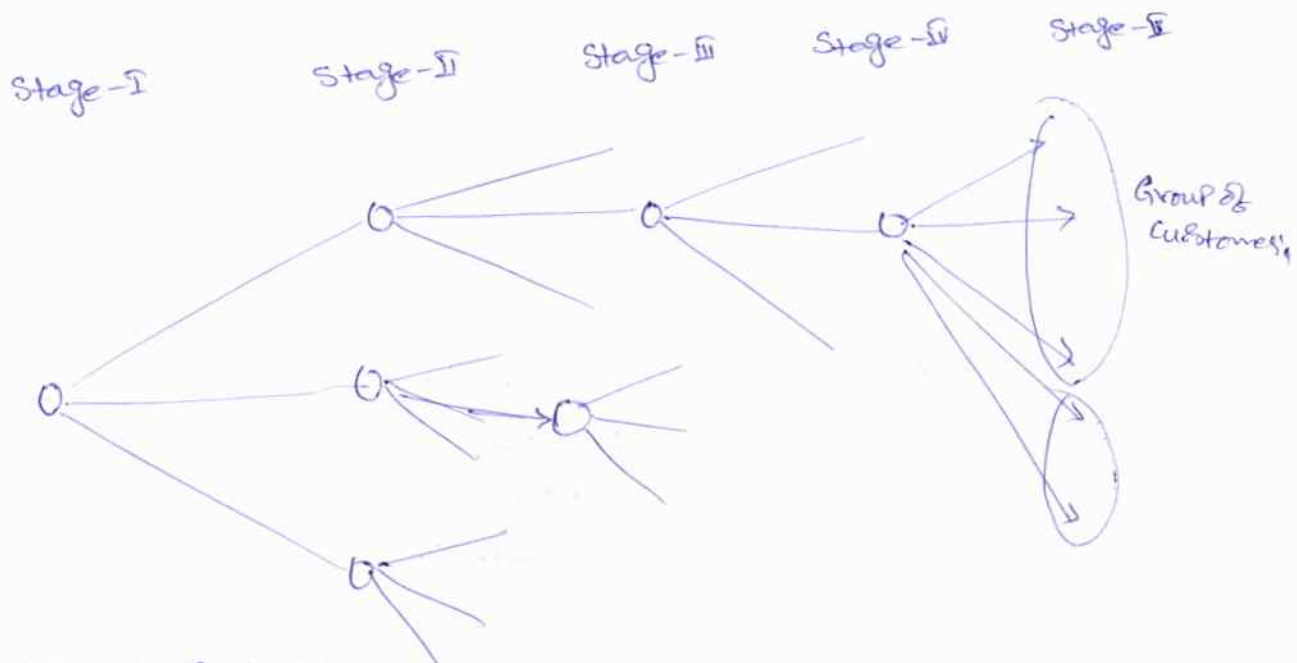 Stage-I
Stage-II
Stage-III
Stage-IV
Stage-V
Group of
Customers,